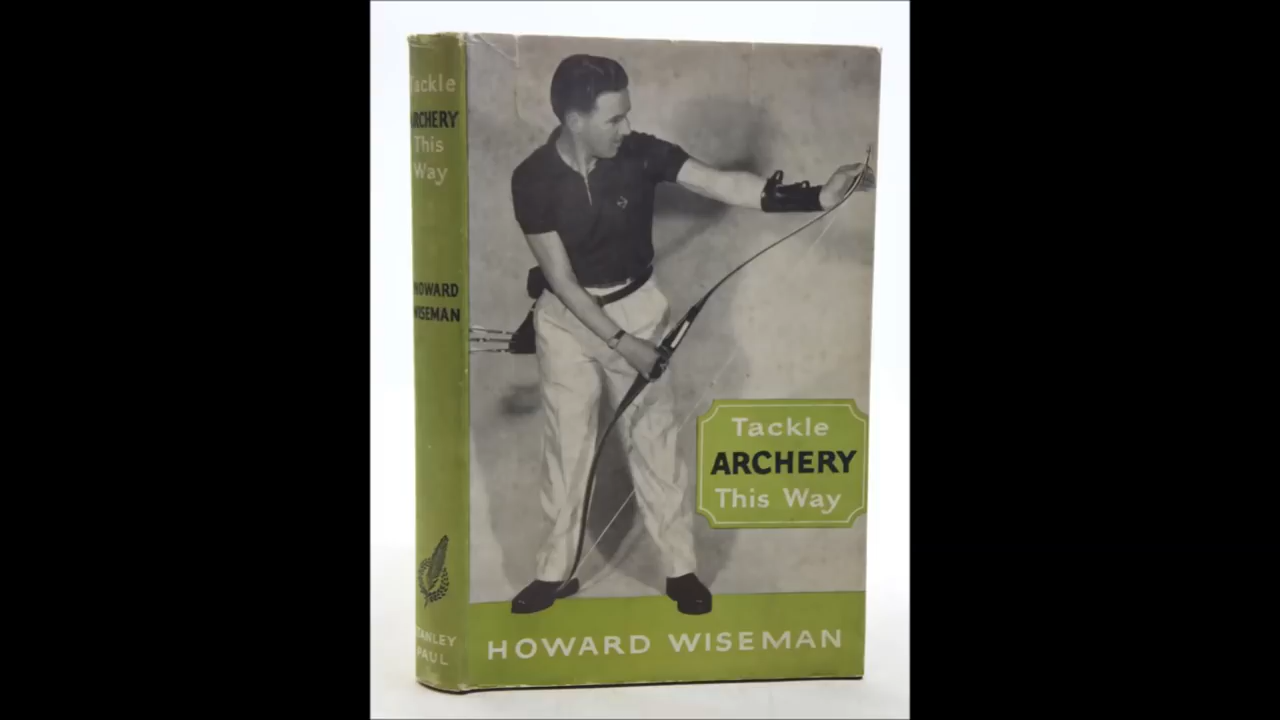 Tackle
ARCHERY
This
Way
HOWARD
WISEMAN
STANLEY
PAUL
Tackle
ARCHERY
This Way
HOWARD WISEMAN